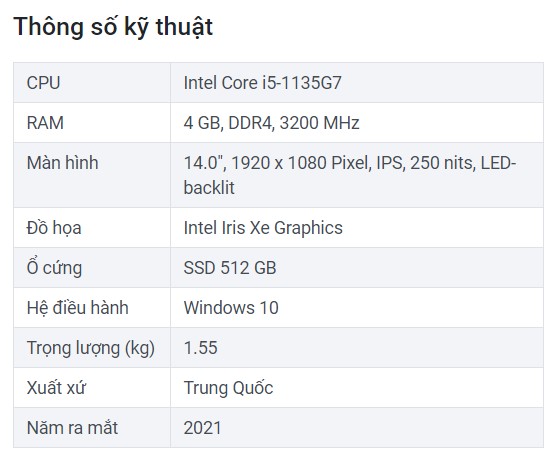 Thông số kỹ thuật
CPU Intel Core i5-1135G7
RAM 4 GB, DDR4, 3200 MHz
Màn hình 14.0", 1920 x 1080 Pixel, IPS, 250 nits, LED-
backlit
Đồ họa Intel Iris Xe Graphics
Ổ cứng SSD 512 GB
Hệ điều hành Windows 10
Trọng lượng (kg) 1.55
Xuất xứ Trung Quốc
Năm ra mắt 2021